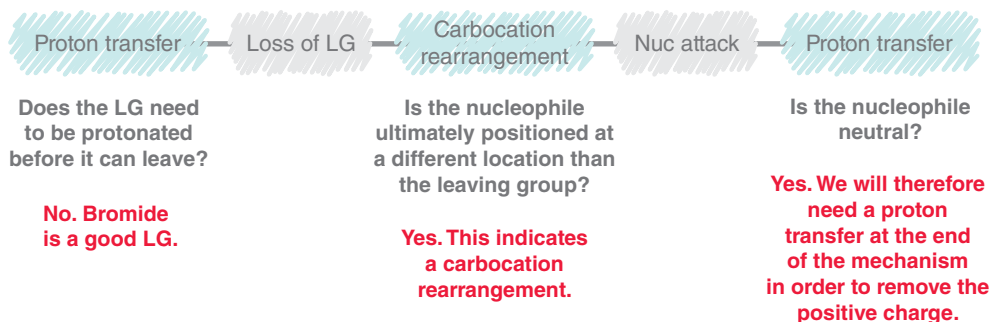 Proton transfer
Loss of LG
Carbocation
rearrangement
Nuc attack
Proton transfer
Does the LG need
to be protonated
before it can leave?
No. Bromide
is a good LG.
Is the nucleophile
ultimately positioned at
a different location than
the leaving group?
Yes. This indicates
a carbocation
rearrangement.
Is the nucleophile
neutral?
Yes. We will therefore
need a proton
transfer at the end
of the mechanism
in order to remove the
positive charge.